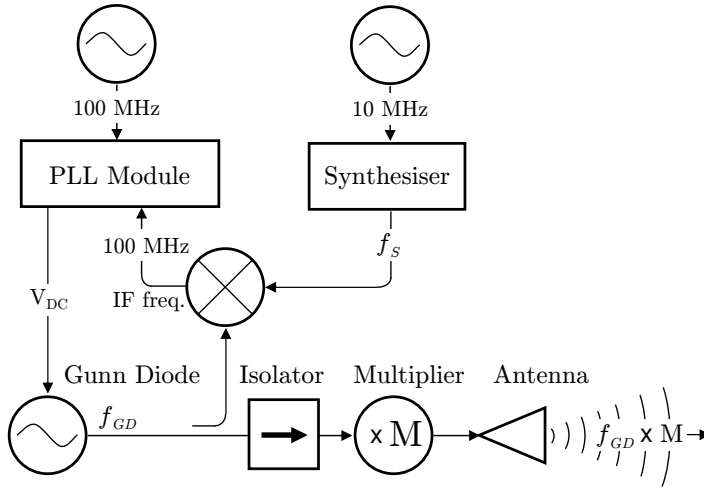 100 MHz
10 MHz
PLL Module
Synthesiser
100 MHz
f_S
IF freq.
V_DC
Gunn Diode
Isolator
Multiplier
Antenna
f_GD
x M
f_GD x M